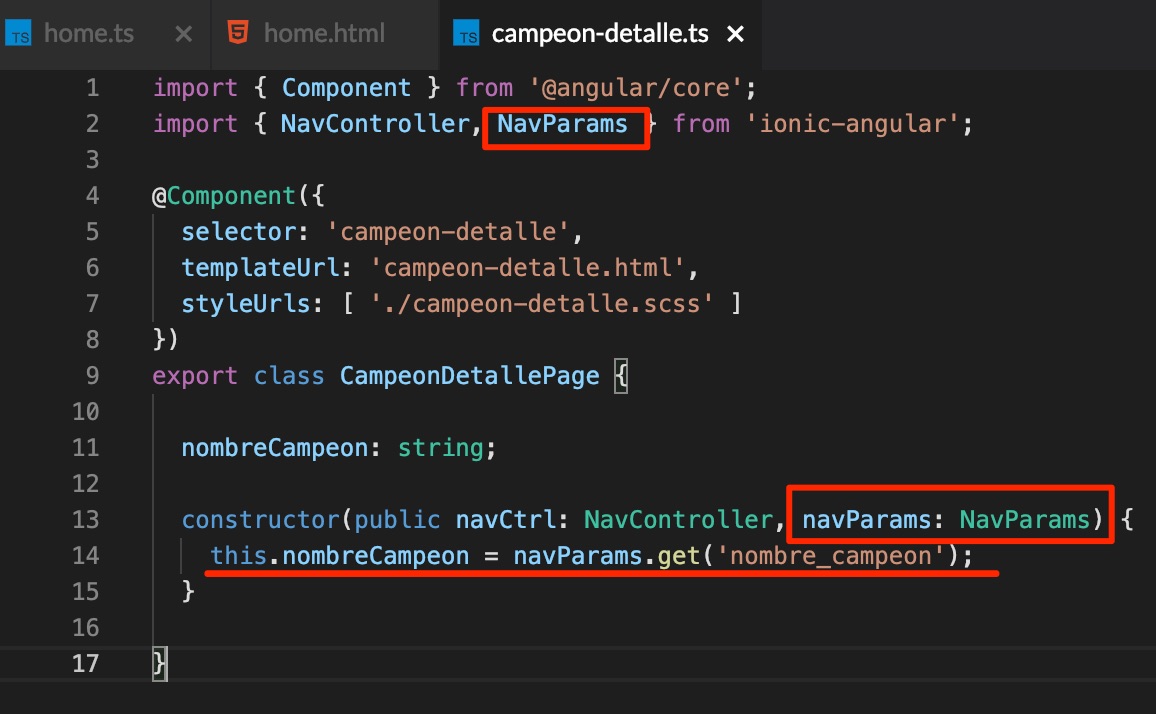 TS home.ts × 5 home.html TS campeon-detalle.ts ×
1 import { Component } from '@angular/core';
2 import { NavController, NavParams } from 'ionic-angular';
3
4 @Component({
5 selector: 'campeon-detalle',
6 templateUrl: 'campeon-detalle.html',
7 styleUrls: [ './campeon-detalle.scss' ]
8 })
9 export class CampeonDetallePage {
10
11 nombreCampeon: string;
12
13 constructor(public navCtrl: NavController, navParams: NavParams) {
14 this.nombreCampeon = navParams.get('nombre_campeon');
15 }
16
17 }